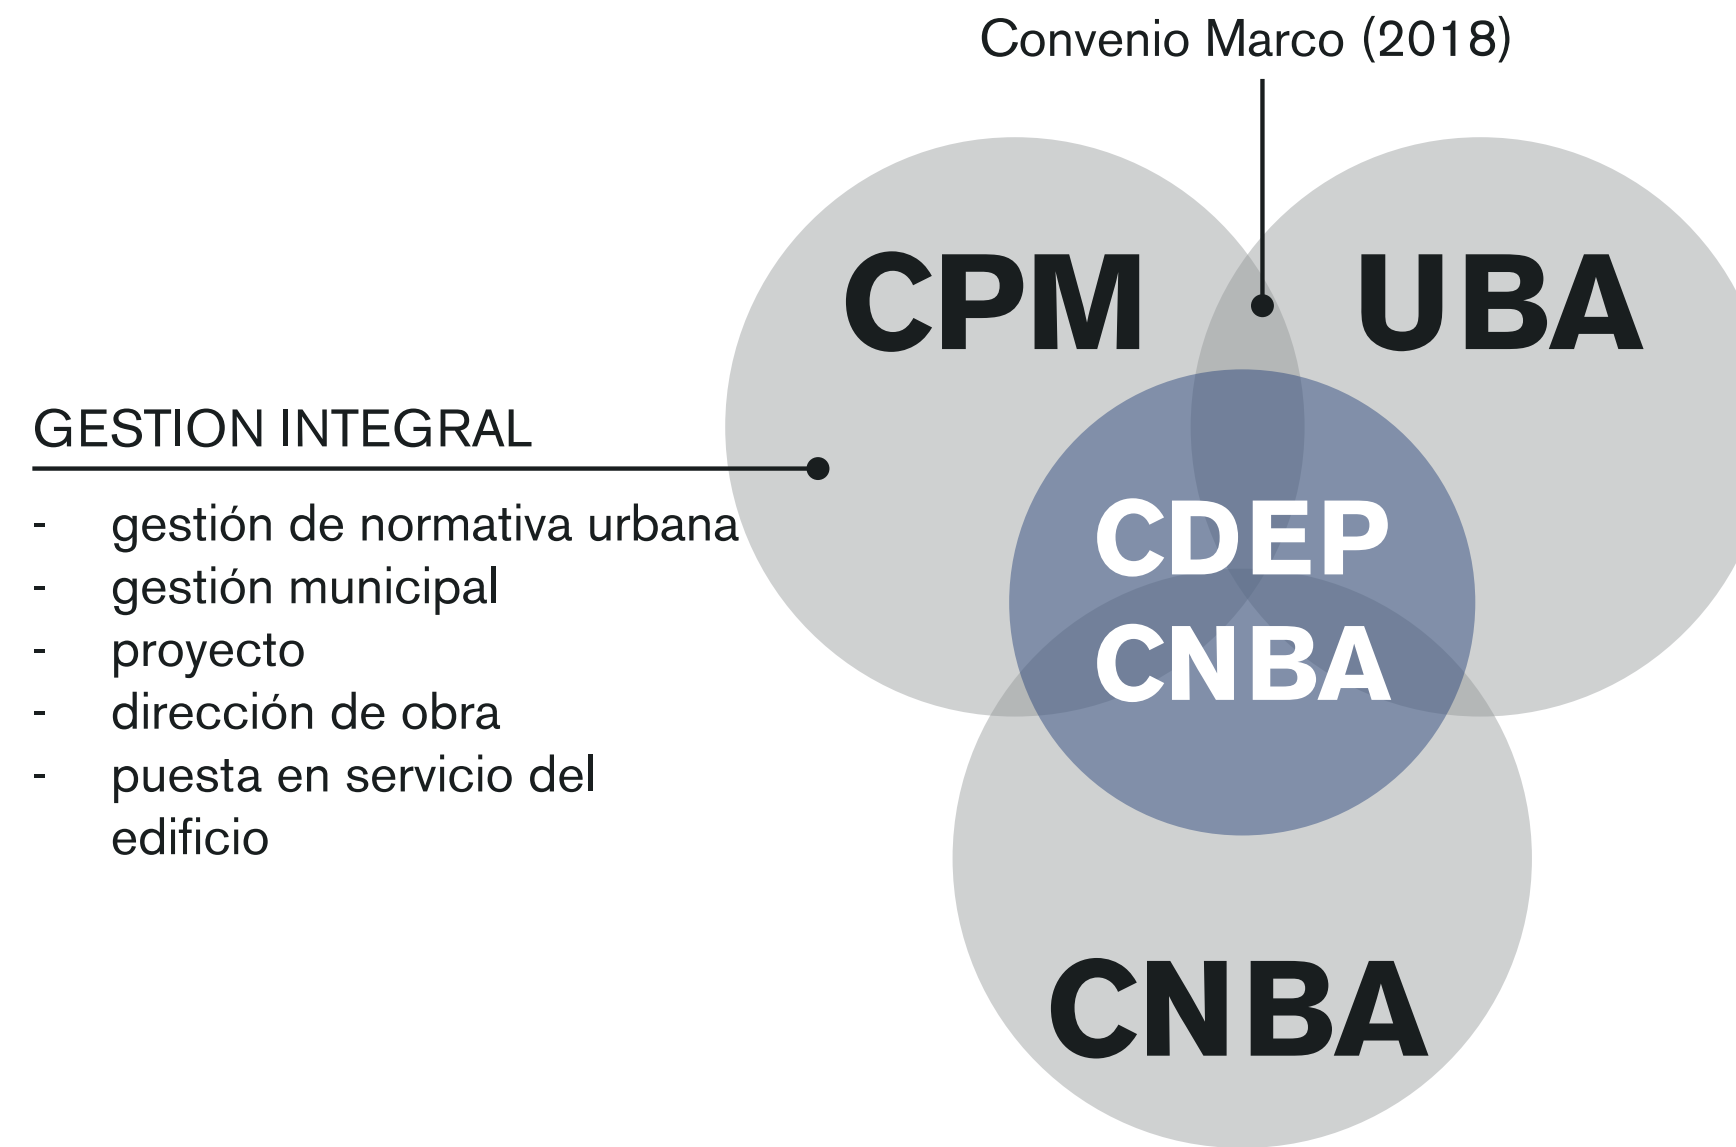 Convenio Marco (2018)
CPM
UBA
GESTION INTEGRAL
- gestión de normativa urbana
- gestión municipal
- proyecto
- dirección de obra
- puesta en servicio del
edificio
CDEP
CNBA
CNBA